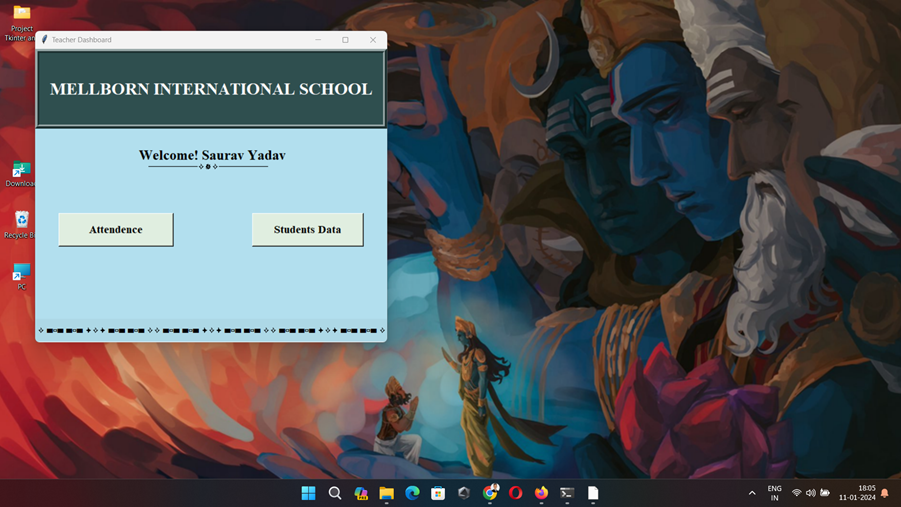 Project
Tkinter an
Teacher Dashboard
MELLBORN INTERNATIONAL SCHOOL
Welcome! Saurav Yadav
Attendence
Students Data
Downloa
Recycle Bi
PC
ENG
IN
18:05
11-01-2024